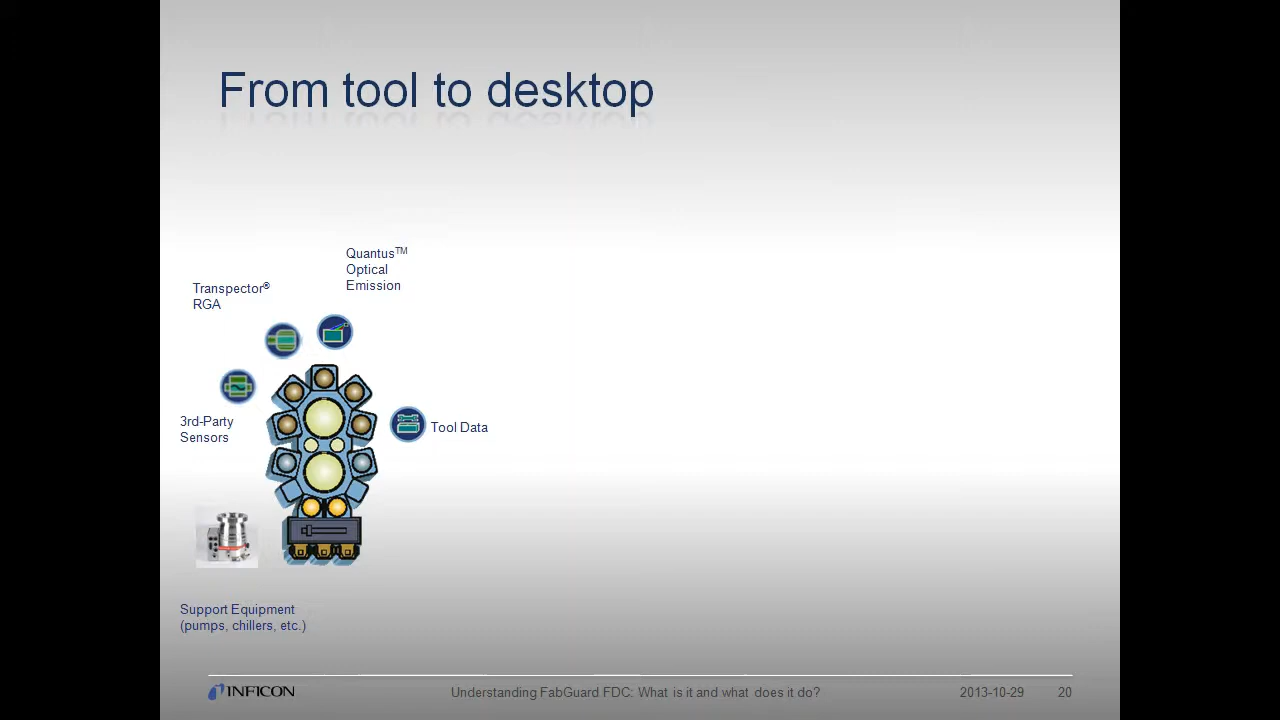 From tool to desktop
Quantus™
Optical
Emission
Transpector®
RGA
3rd-Party
Sensors
Tool Data
Support Equipment
(pumps, chillers, etc.)
INFICON
Understanding FabGuard FDC: What is it and what does it do?
2013-10-29
20